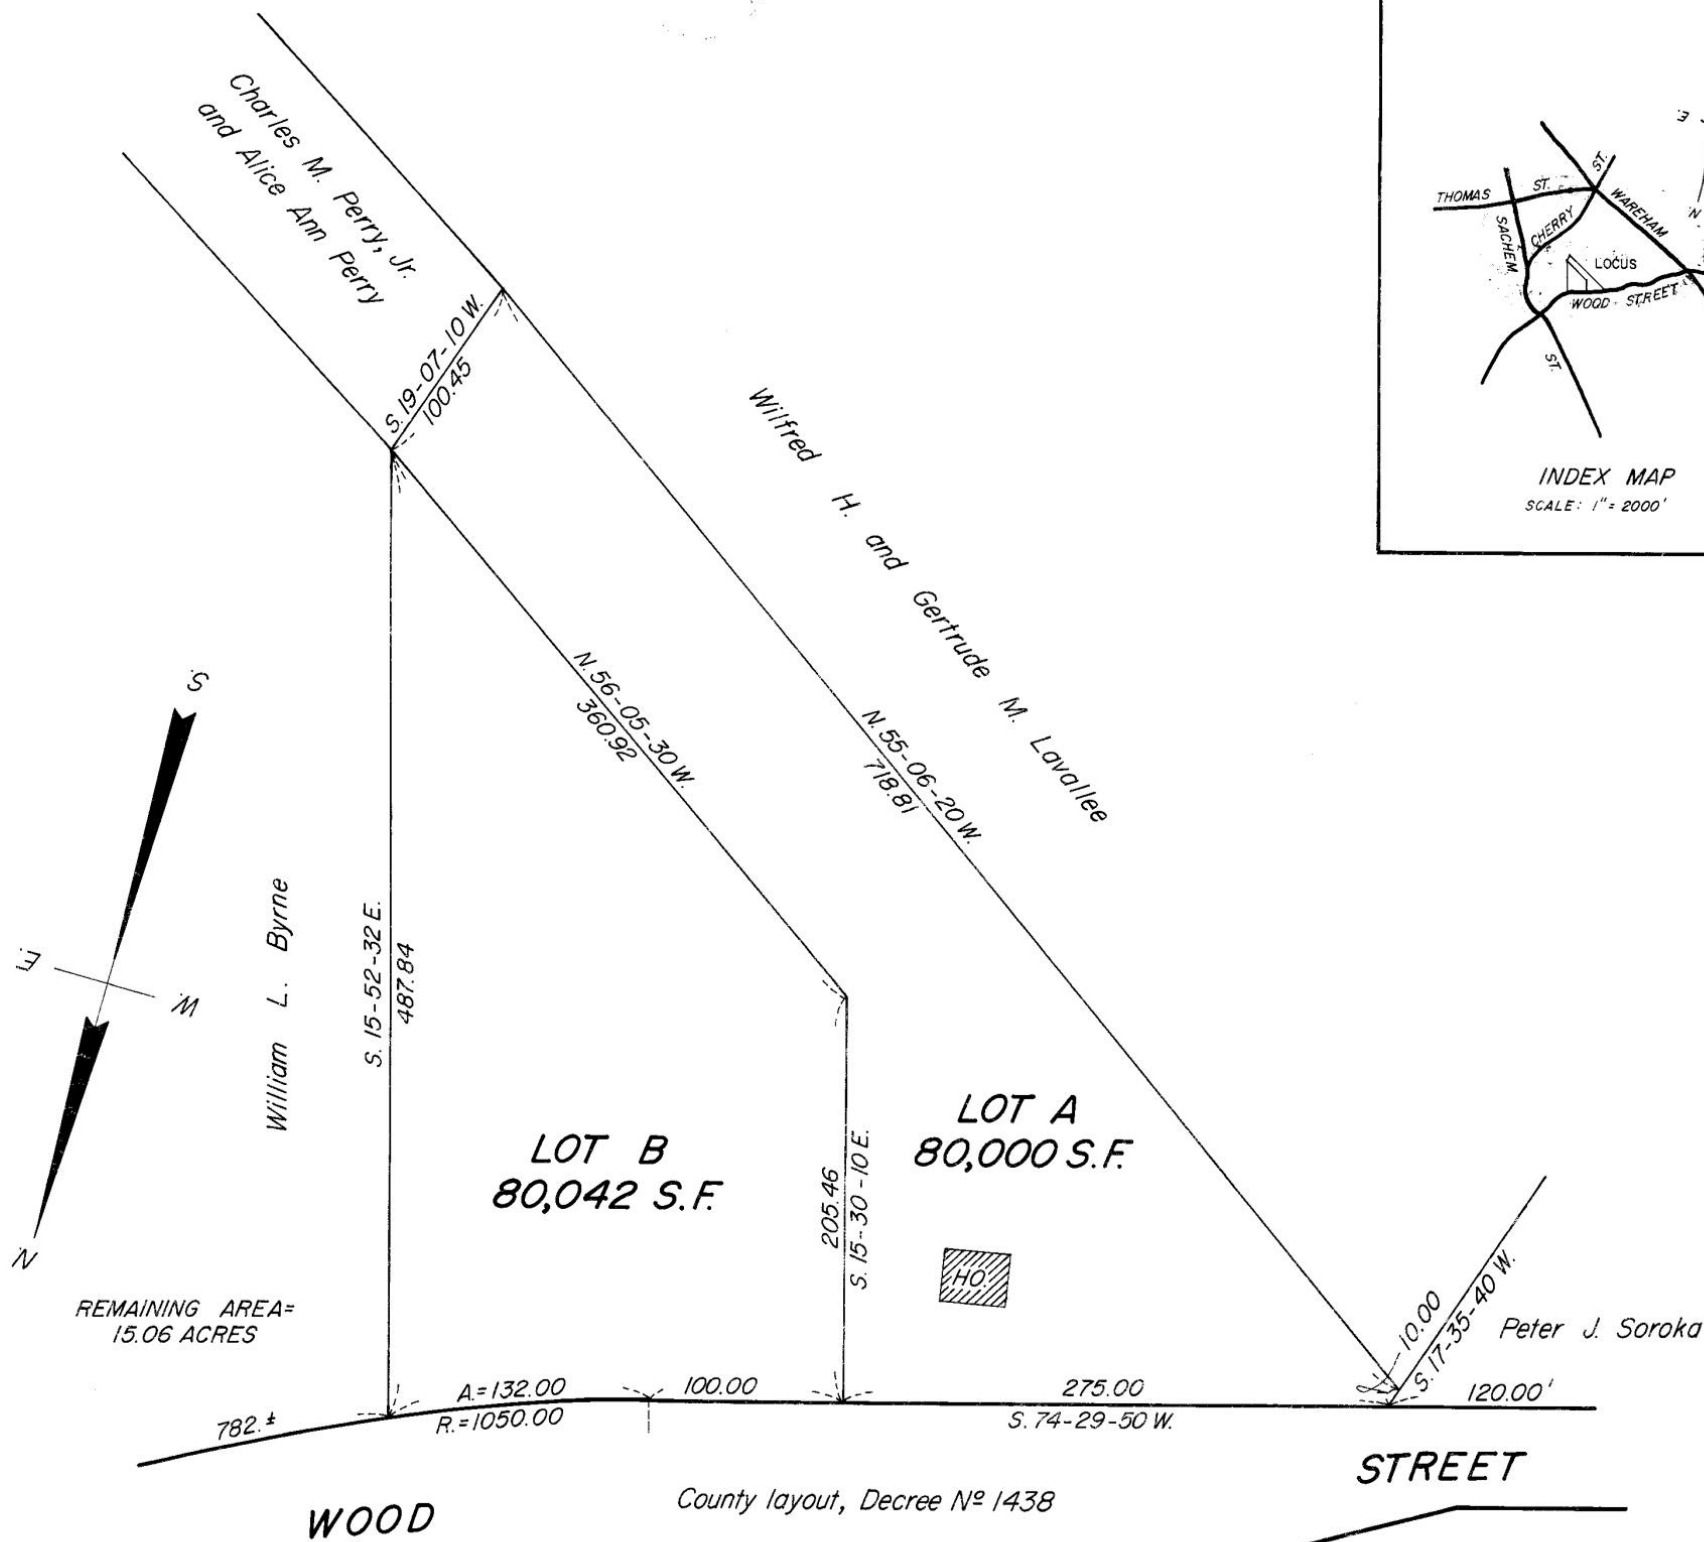 Charles M. Perry, Jr.
and Alice Ann Perry
S. 19-07-10 W.
100.45
Wilfred H. and Gertrude M. Lavallee
N. 56-05-30 W.
360.92
N. 55-06-20 W.
718.81
S
E.
W.
N
William L. Byrne
S. 15-52-32 E.
487.84
LOT B
80,042 S.F.
205.46
S. 15-30-10 E.
LOT A
80,000 S.F.
HO.
REMAINING AREA=
15.06 ACRES
10.00
S. 17-35-40 W.
Peter J. Soroka
782.±
A.=132.00
R.=1050.00
100.00
275.00
S. 74-29-50 W.
120.00'
WOOD
STREET
County layout, Decree Nº 1438
THOMAS ST.
ST.
SACHEM
CHERRY
WAREHAM
LOCUS
WOOD STREET
ST.
E
N
INDEX MAP
SCALE: 1"= 2000'